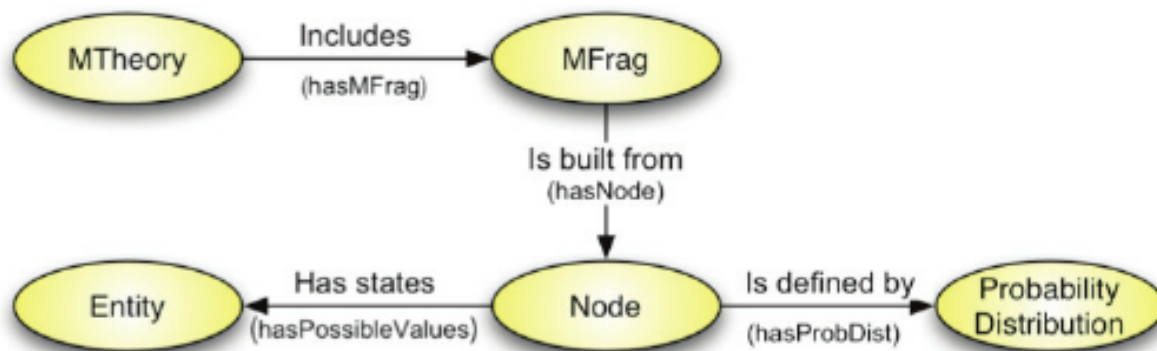 MTheory
Includes
(hasMFrag)
MFrag
Is built from
(hasNode)
Entity
Has states
(hasPossibleValues)
Node
Is defined by
(hasProbDist)
Probability
Distribution